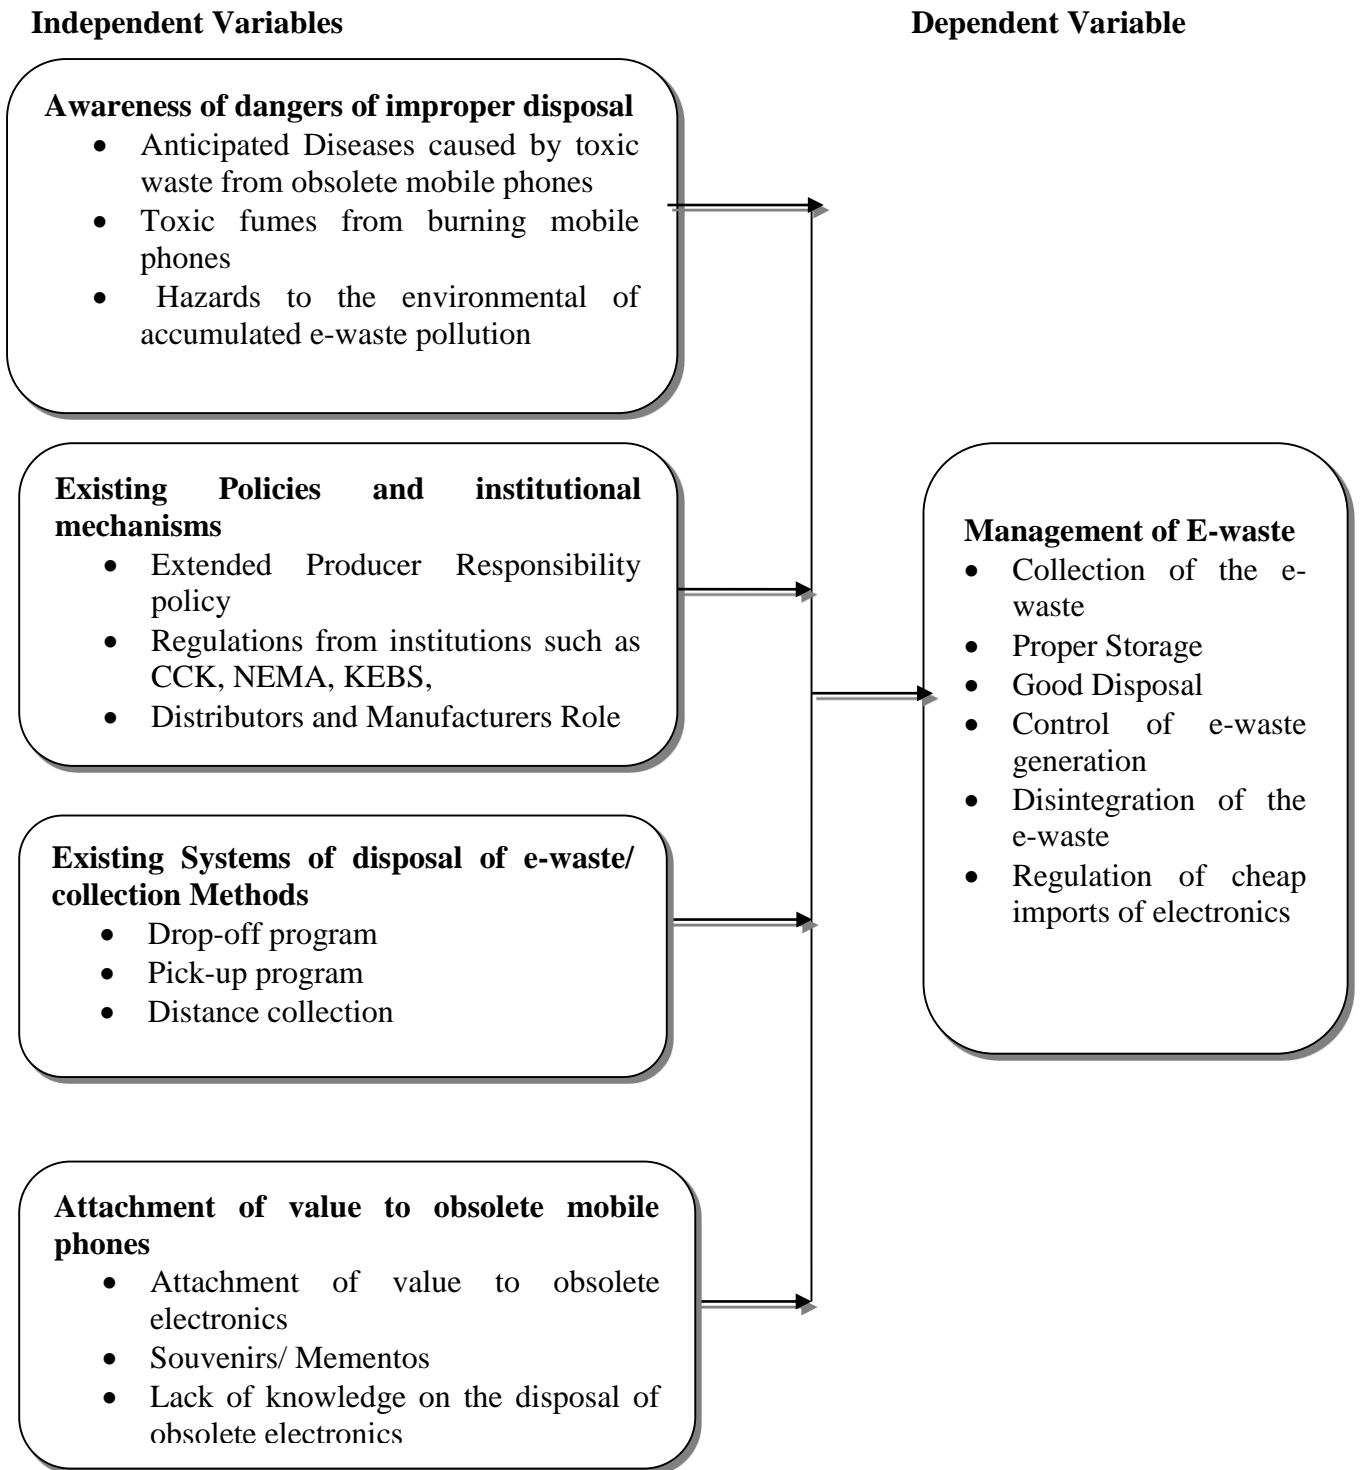 Independent Variables
Dependent Variable
Awareness of dangers of improper disposal
• Anticipated Diseases caused by toxic
waste from obsolete mobile phones
• Toxic fumes from burning mobile
phones
• Hazards to the environmental of
accumulated e-waste pollution
Existing Policies and institutional
mechanisms
• Extended Producer Responsibility
policy
• Regulations from institutions such as
CCK, NEMA, KEBS,
• Distributors and Manufacturers Role
Existing Systems of disposal of e-waste/
collection Methods
• Drop-off program
• Pick-up program
• Distance collection
Attachment of value to obsolete mobile
phones
• Attachment of value to obsolete
electronics
• Souvenirs/ Mementos
• Lack of knowledge on the disposal of
obsolete electronics
Management of E-waste
• Collection of the e-
waste
• Proper Storage
• Good Disposal
• Control of e-waste
generation
• Disintegration of the
e-waste
• Regulation of cheap
imports of electronics